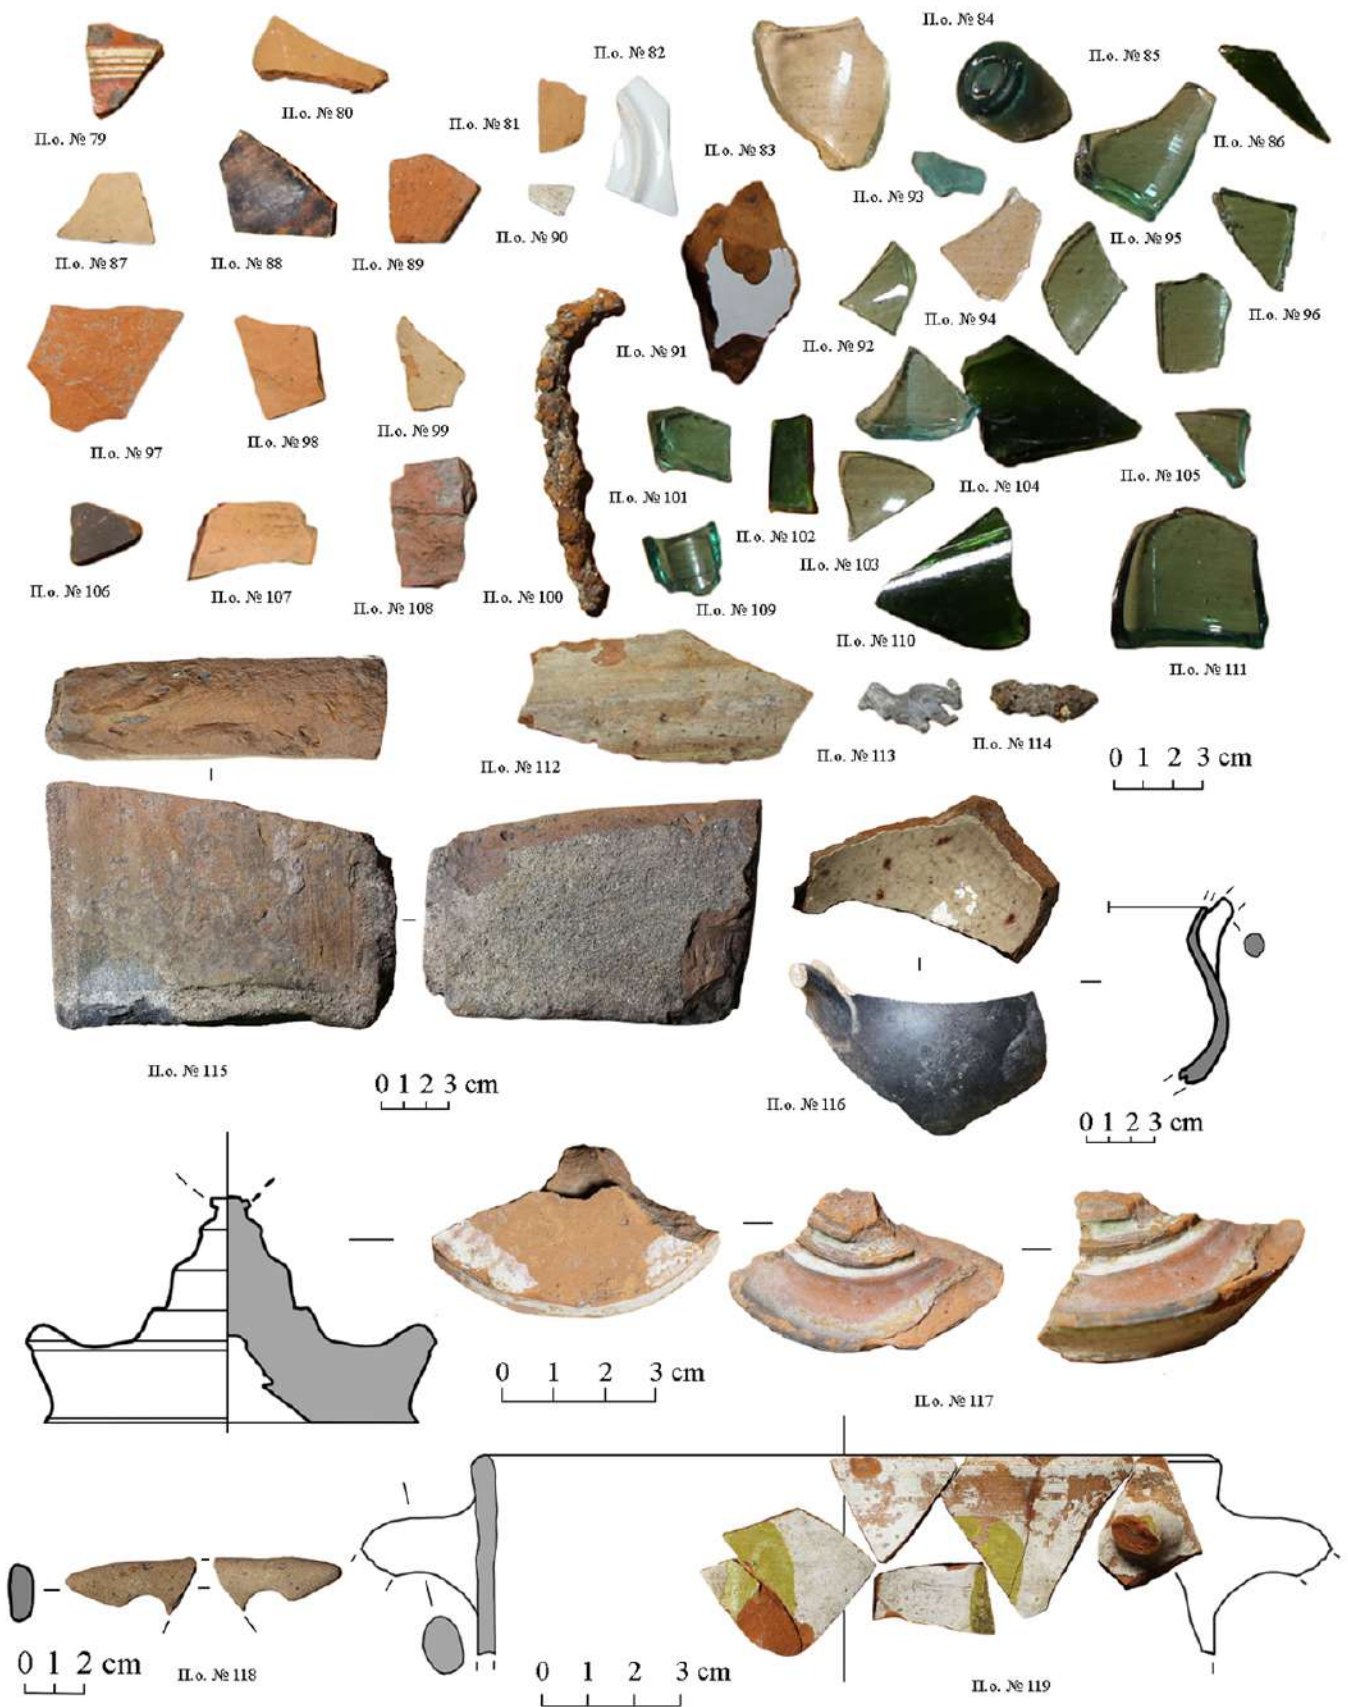 П.о. № 84
П.о. № 82
П.о. № 85
П.о. № 80
П.о. № 81
П.о. № 79
П.о. № 83
П.о. № 86
П.о. № 93
П.о. № 90
П.о. № 95
П.о. № 87
П.о. № 88
П.о. № 89
П.о. № 94
П.о. № 96
П.о. № 91
П.о. № 92
П.о. № 99
П.о. № 98
П.о. № 97
П.о. № 105
П.о. № 104
П.о. № 101
П.о. № 102
П.о. № 103
П.о. № 106
П.о. № 107
П.о. № 100
П.о. № 108
П.о. № 109
П.о. № 110
П.о. № 111
П.о. № 113
П.о. № 114
0 1 2 3 cm
П.о. № 112
П.о. № 115
0 1 2 3 cm
П.о. № 116
0 1 2 3 cm
0 1 2 3 cm
П.о. № 117
0 1 2 cm
П.о. № 118
0 1 2 3 cm
П.о. № 119